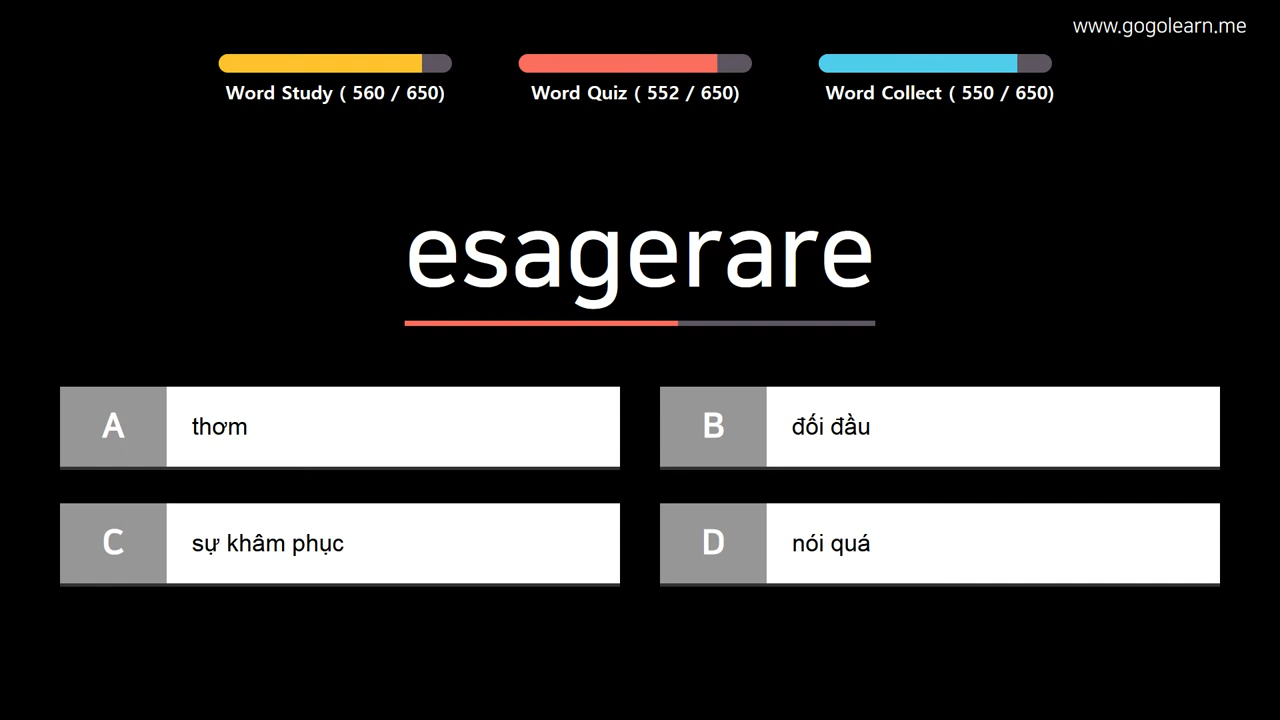 www.gogolearn.me
Word Study ( 560 / 650)
Word Quiz ( 552 / 650)
Word Collect ( 550 / 650)
esagerare
A
thơm
B
đối đầu
C
sự khâm phục
D
nói quá